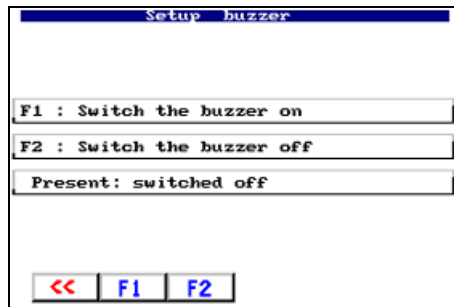 Setup buzzer
F1 : Switch the buzzer on
F2 : Switch the buzzer off
Present: switched off
<< F1 F2